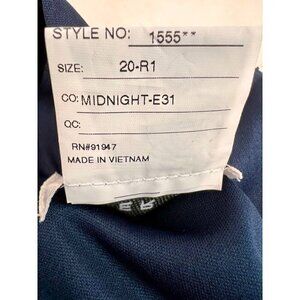 STYLE NO: 1555**
SIZE: 20-R1
CO: MIDNIGHT-E31
QC:
RN#91947
MADE IN VIETNAM